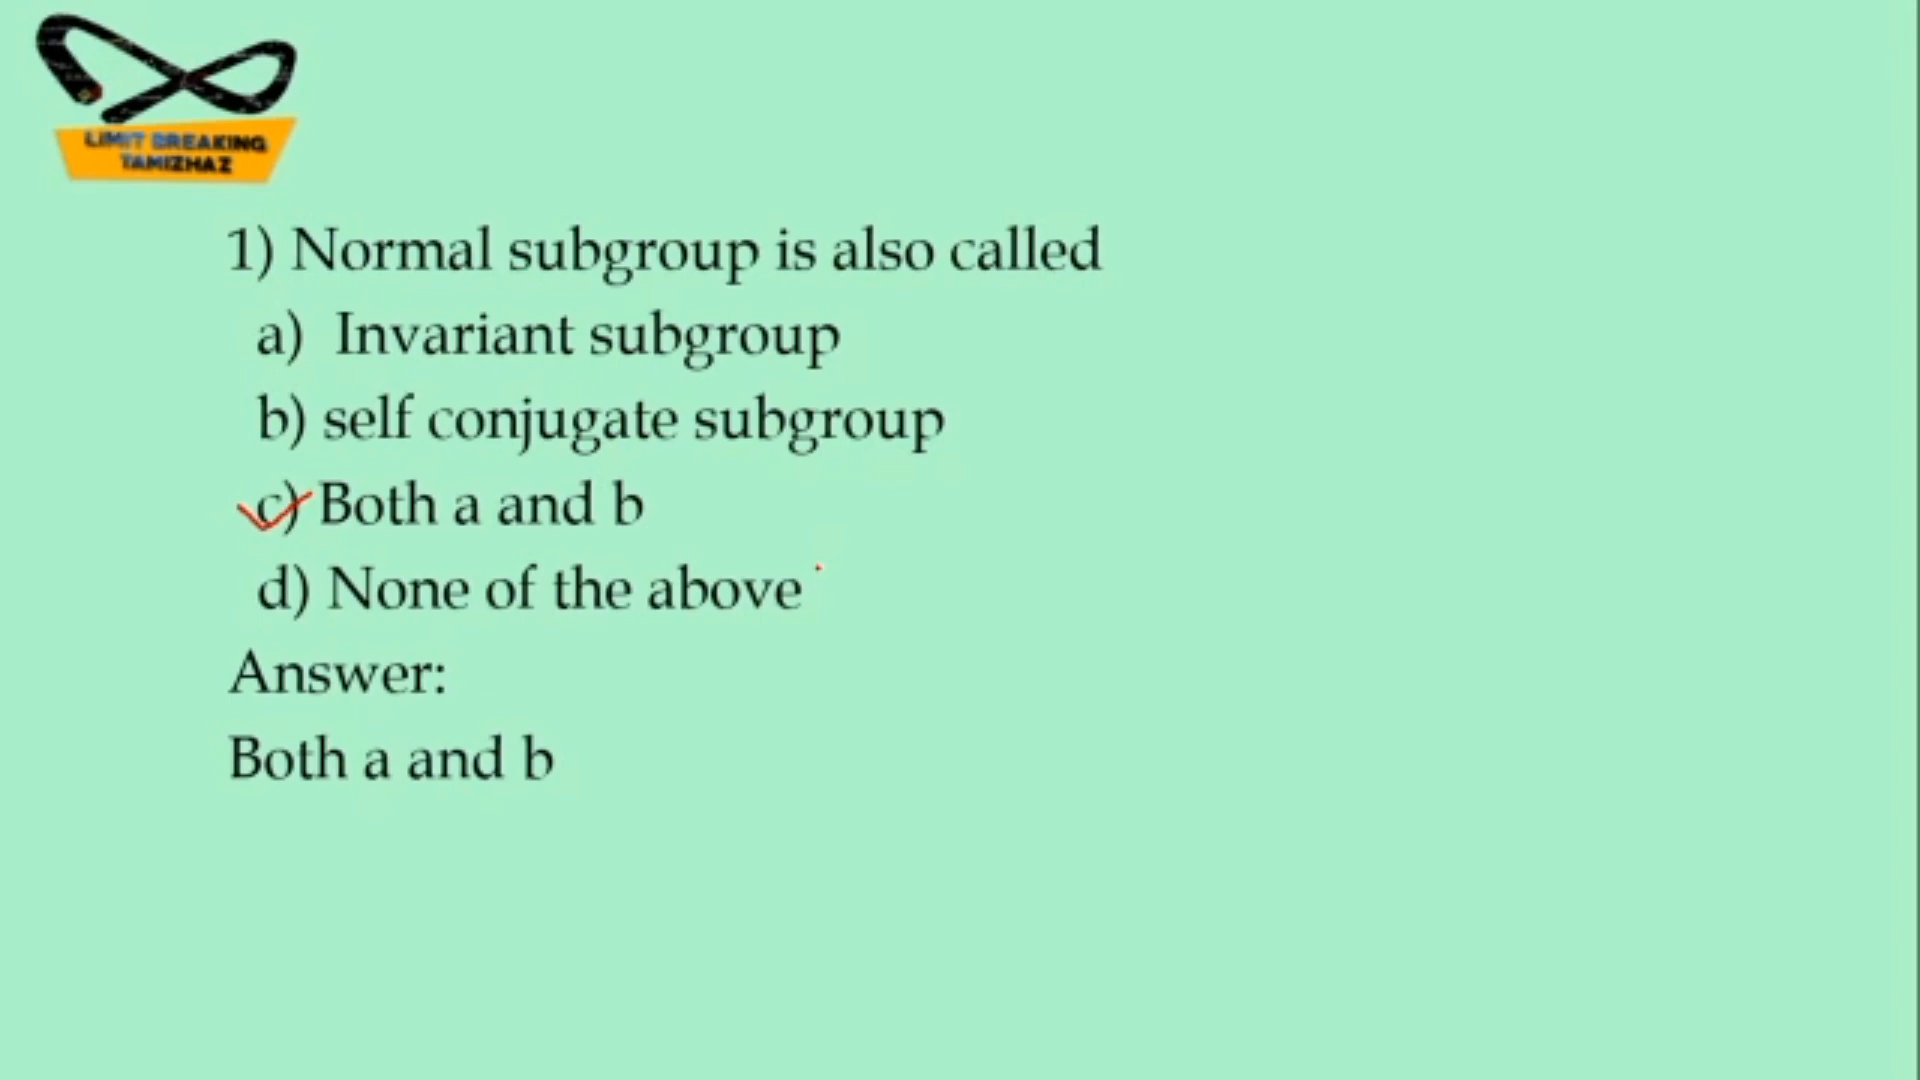 LIMIT BREAKING
TAMIZHAZ
1) Normal subgroup is also called
a) Invariant subgroup
b) self conjugate subgroup
c) Both a and b
d) None of the above
Answer:
Both a and b